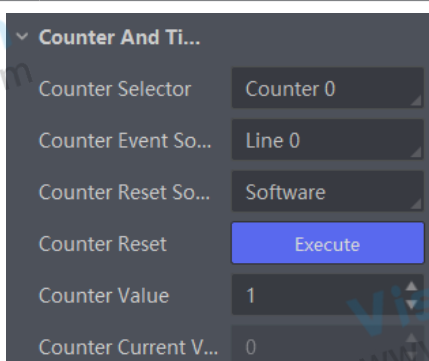 Counter And Ti...
Counter Selector Counter 0
Counter Event So... Line 0
Counter Reset So... Software
Counter Reset Execute
Counter Value 1
Counter Current V... 0